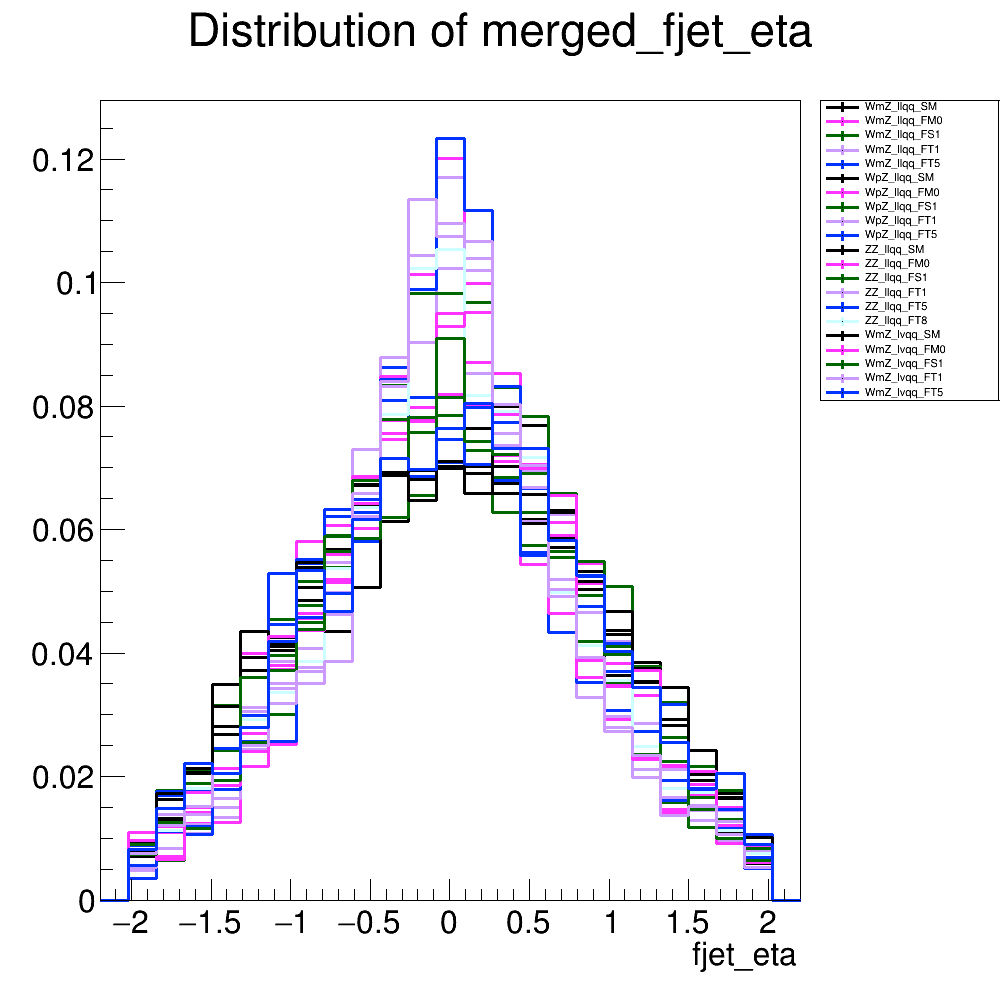 Distribution of merged_fjet_eta
WmZ_llqq_SM
WmZ_llqq_FM0
WmZ_llqq_FS1
WmZ_llqq_FT1
WmZ_llqq_FT5
WpZ_llqq_SM
WpZ_llqq_FM0
WpZ_llqq_FS1
WpZ_llqq_FT1
WpZ_llqq_FT5
ZZ_llqq_SM
ZZ_llqq_FM0
ZZ_llqq_FS1
ZZ_llqq_FT1
ZZ_llqq_FT5
ZZ_llqq_FT8
WmZ_lvqq_SM
WmZ_lvqq_FM0
WmZ_lvqq_FS1
WmZ_lvqq_FT1
WmZ_lvqq_FT5
0.12
0.1
0.08
0.06
0.04
0.02
0
−2 −1.5 −1 −0.5 0 0.5 1 1.5 2
fjet_eta